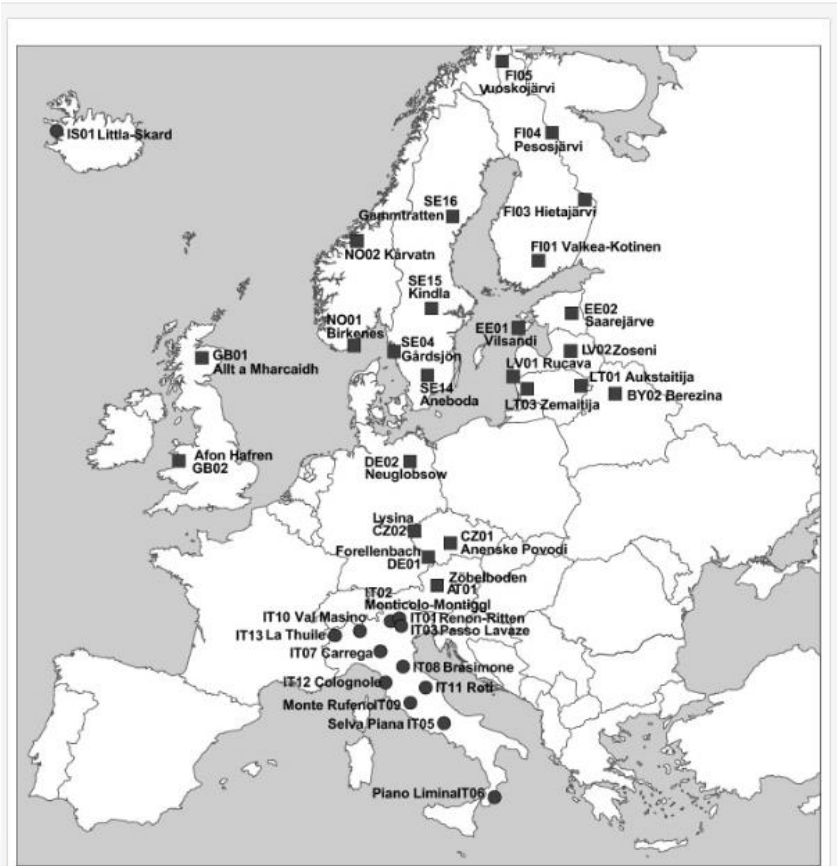 FI05
Vuoskojärvi
IS01 Littla-Skard
FI04
Pesosjärvi
SE16
Gammtratten
FI03 Hietajärvi
NO02 Karvatn
FI01 Valkea-Kotinen
SE15
Kindla
NO01
Birkenes
EE01
Vilsandi
EE02
Saarejärve
SE04
Gårdsjön
GB01
Allt a Mharcaidh
LV02 Zoseni
LV01 Rucava
SE14
Aneboda
LT01 Aukstaitija
LT03 Zemaitija
BY02 Berezina
Afon Hafren
GB02
DE02
Neuglobsow
Lysina
CZ02
CZ01
Anenske Povodi
Forellenbach
DE01
Zöbelboden
AT01
IT02
Monticolo-Montiggl
IT10 Val Masino
IT01 Renon-Ritten
IT13 La Thuile
IT03 Passo Lavaze
IT07 Carrega
IT08 Brasimone
IT12 Colognole
IT11 Roti
Monte RufenoIT09
Selva Piana IT05
Piano LiminaIT06